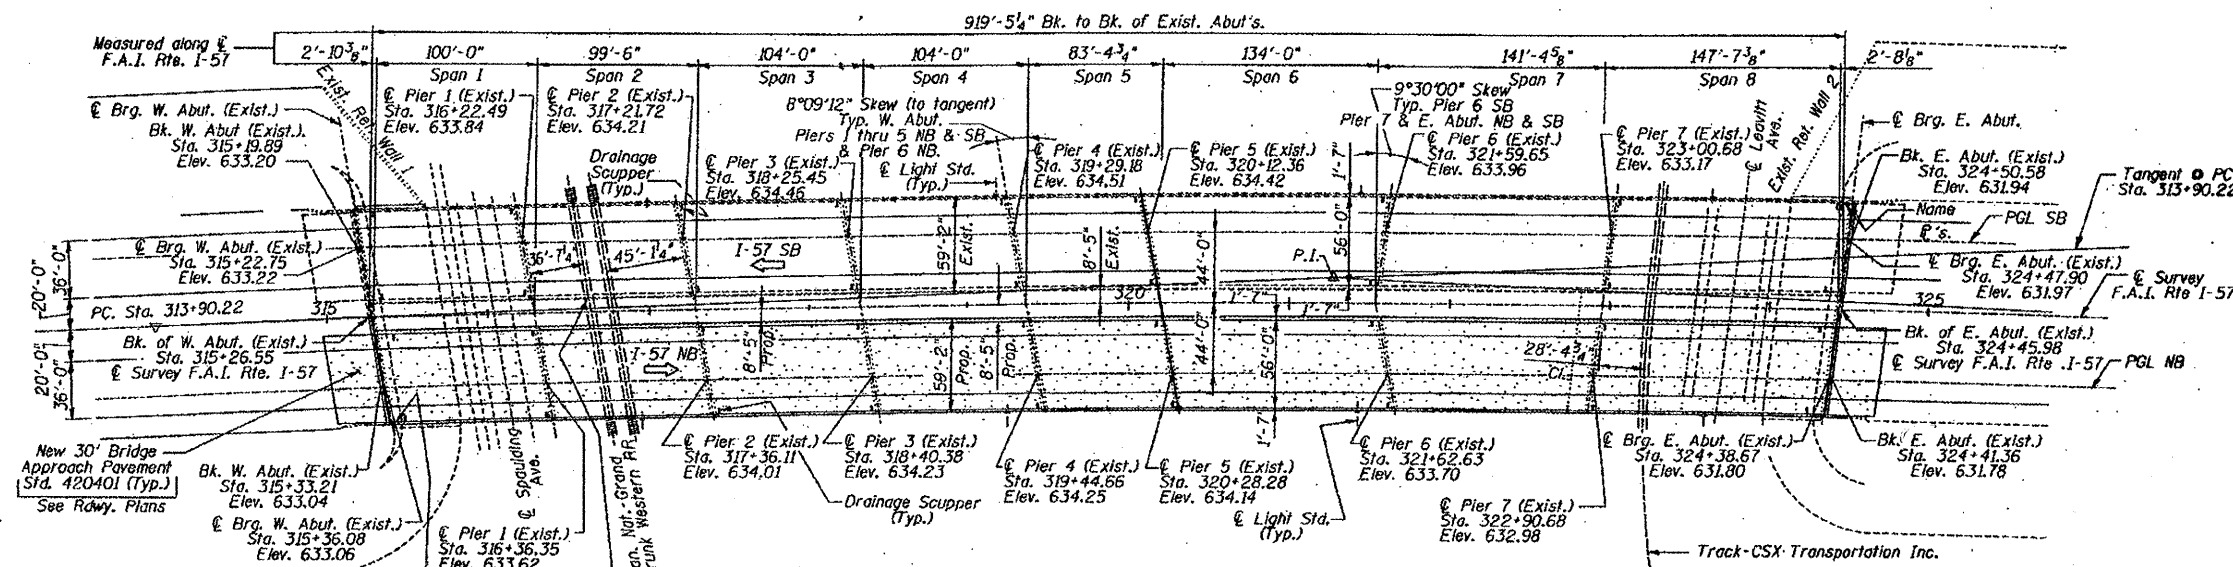 919'-5¼" Bk. to Bk. of Exist. Abut's.
Measured along ℄
F.A.I. Rte. I-57
2'-10⅜"
100'-0"
99'-6"
104'-0"
104'-0"
83'-4¾"
134'-0"
141'-4⅝"
147'-7⅜"
2'-8⅛"
Span 1
Span 2
Span 3
Span 4
Span 5
Span 6
Span 7
Span 8
Exist. Ret. Wall 1
℄ Brg. W. Abut. (Exist.)
Bk. W. Abut (Exist.)
Sta. 315+19.89
Elev. 633.20
℄ Pier 1 (Exist.)
Sta. 316+22.49
Elev. 633.84
℄ Pier 2 (Exist.)
Sta. 317+21.72
Elev. 634.21
Drainage
Scupper
(Typ.)
℄ Pier 3 (Exist.)
Sta. 318+25.45
Elev. 634.46
8°09'12" Skew (to tangent)
Typ. W. Abut.
Piers 1 thru 5 NB & SB
& Pier 6 NB.
℄ Light Std.
(Typ.)
℄ Pier 4 (Exist.)
Sta. 319+29.18
Elev. 634.51
℄ Pier 5 (Exist.)
Sta. 320+12.36
Elev. 634.42
9°30'00" Skew
Typ. Pier 6 SB
Pier 7 & E. Abut. NB & SB
℄ Pier 6 (Exist.)
Sta. 321+59.65
Elev. 633.96
1'-7"
℄ Pier 7 (Exist.)
Sta. 323+00.68
Elev. 633.17
℄ Leavitt
Ave.
Exist. Ret. Wall 2
℄ Brg. E. Abut.
Bk. E. Abut. (Exist.)
Sta. 324+50.58
Elev. 631.94
Tangent @ PC
Sta. 313+90.22
Name
℄'s.
PGL SB
℄ Brg. W. Abut. (Exist.)
Sta. 315+22.75
Elev. 633.22
36'-7¼"
45'-1¼"
I-57 SB
59'-2"
Exist.
8'-5"
Exist.
44'-0"
56'-0"
P.I.
℄ Brg. E. Abut. (Exist.)
Sta. 324+47.90
Elev. 631.97
℄ Survey
F.A.I. Rte I-57
36'-0"
20'-0"
PC. Sta. 313+90.22
315
320
1'-7"
1'-7"
325
Bk. of W. Abut. (Exist.)
Sta. 315+26.55
℄ Survey F.A.I. Rte. I-57
I-57 NB
8'-5"
Prop.
59'-2"
Prop.
8'-5"
Prop.
44'-0"
56'-0"
28'-4¾"
Cl.
Bk. of E. Abut. (Exist.)
Sta. 324+45.98
℄ Survey F.A.I. Rte .I-57
PGL NB
20'-0"
36'-0"
New 30' Bridge
Approach Pavement
Std. 420401 (Typ.)
See Rdwy. Plans
Bk. W. Abut. (Exist.)
Sta. 315+33.21
Elev. 633.04
℄ Brg. W. Abut. (Exist.)
Sta. 315+36.08
Elev. 633.06
℄ Pier 1 (Exist.)
Sta. 316+36.35
Elev. 633.62
℄ Spaulding
Ave.
Can. Nat.-Grand
Trunk Western RR.
℄ Pier 2 (Exist.)
Sta. 317+36.11
Elev. 634.01
℄ Pier 3 (Exist.)
Sta. 318+40.38
Elev. 634.23
Drainage Scupper
(Typ.)
℄ Pier 4 (Exist.)
Sta. 319+44.66
Elev. 634.25
℄ Pier 5 (Exist.)
Sta. 320+28.28
Elev. 634.14
1'-7"
℄ Light Std.
(Typ.)
℄ Pier 6 (Exist.)
Sta. 321+62.63
Elev. 633.70
℄ Pier 7 (Exist.)
Sta. 322+90.68
Elev. 632.98
℄ Brg. E. Abut. (Exist.)
Sta. 324+38.67
Elev. 631.80
Bk. E. Abut. (Exist.)
Sta. 324+41.36
Elev. 631.78
Track-CSX Transportation Inc.